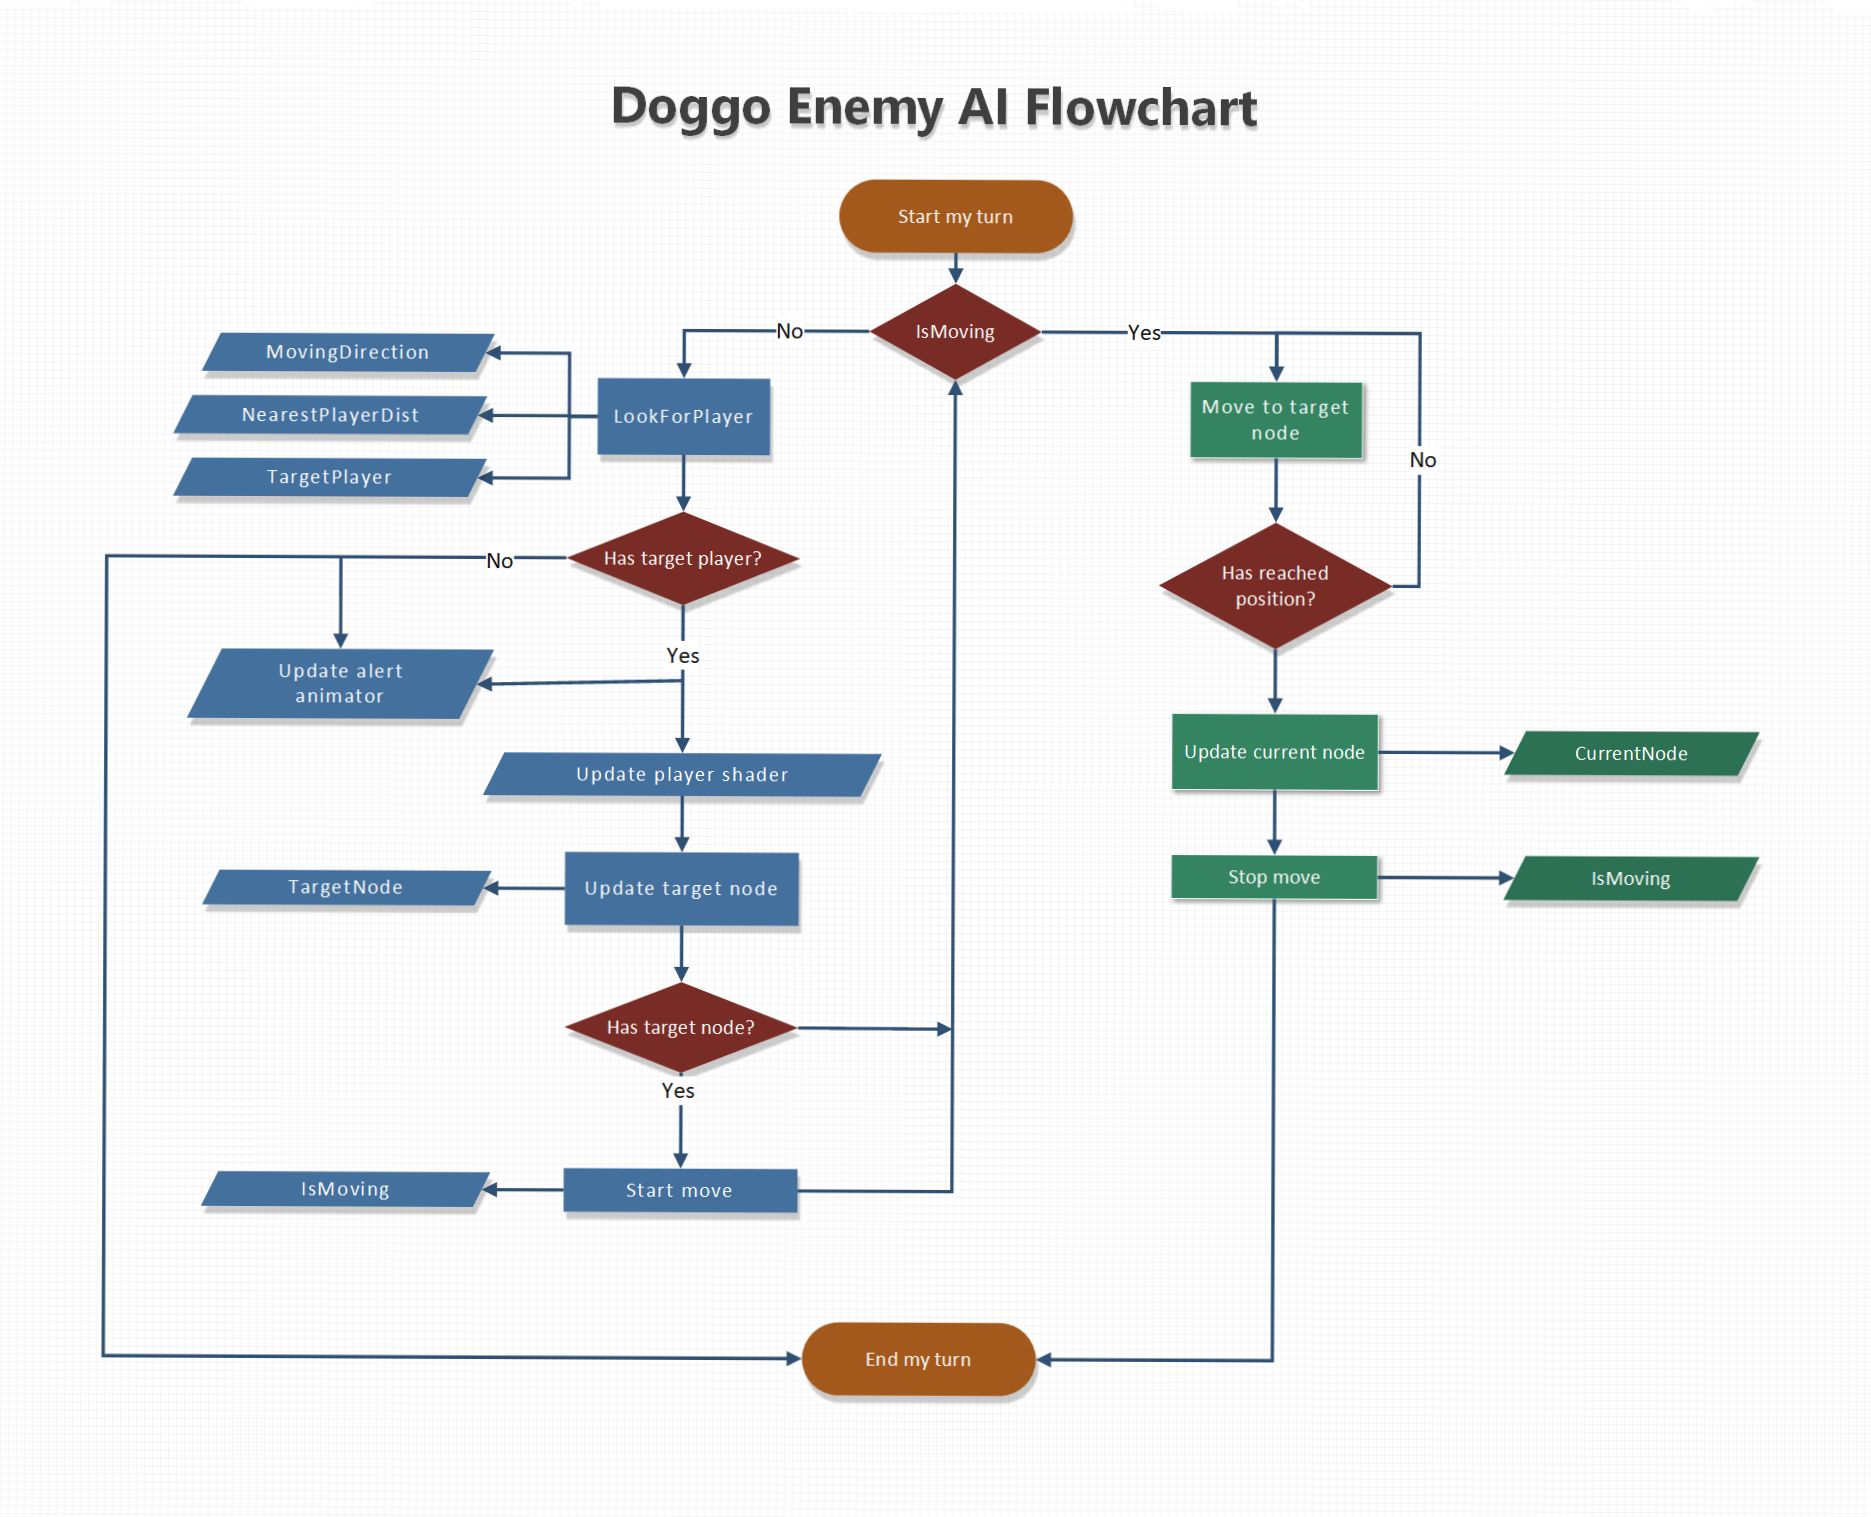 Doggo Enemy AI Flowchart
Start my turn
IsMoving
No
Yes
MovingDirection
NearestPlayerDist
TargetPlayer
LookForPlayer
Move to target
node
No
Has target player?
No
Has reached
position?
Yes
Update alert
animator
Update player shader
Update current node
CurrentNode
TargetNode
Update target node
Stop move
IsMoving
Has target node?
Yes
IsMoving
Start move
End my turn